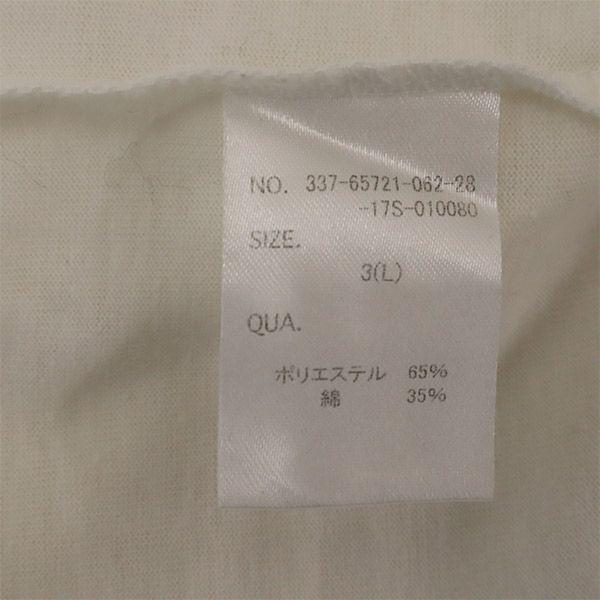 NO. 337-65721-062-28
-17S-010080
SIZE.
3(L)
QUA.
ポリエステル 65%
綿 35%